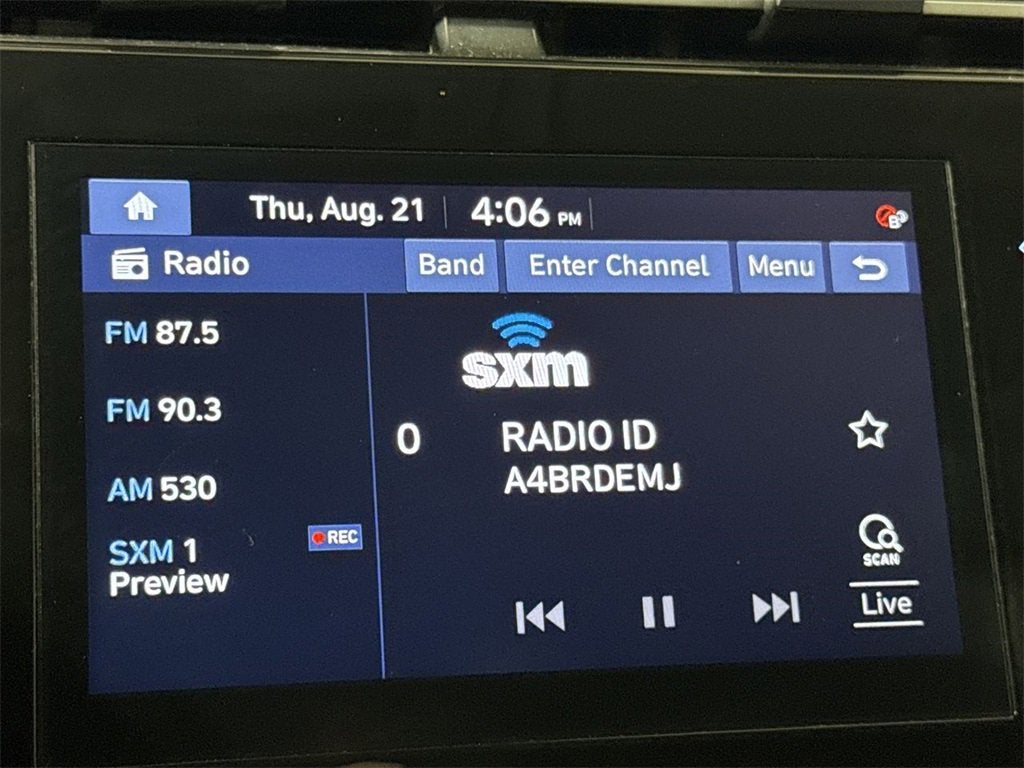 Thu, Aug. 21 4:06 PM B
Radio Band Enter Channel Menu
FM 87.5
FM 90.3
AM 530
SXM 1
Preview
REC
sxm
0 RADIO ID
A4BRDEMJ
SCAN
Live